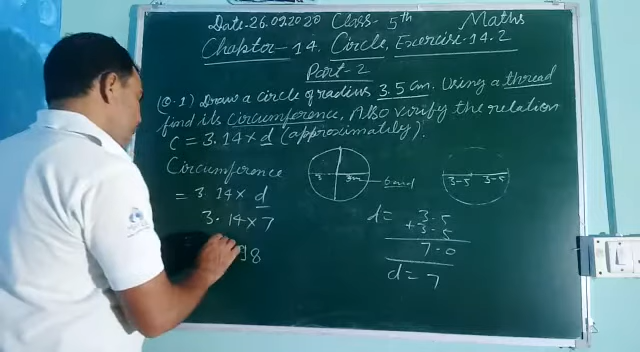 Date-26.09.2020 Class- 5th Maths
Chapter-14, Circle, Exercise-14.2
Part-2
(Q.1) Draw a circle of radius 3.5 cm. Using a thread
find its circumference. Also verify the relation
C = 3.14 × d (approximately).
Circumference
= 3.14 × d
3.14 × 7
98
3-5 3-5
d = 3.5
+ 3.5
7.0
d = 7